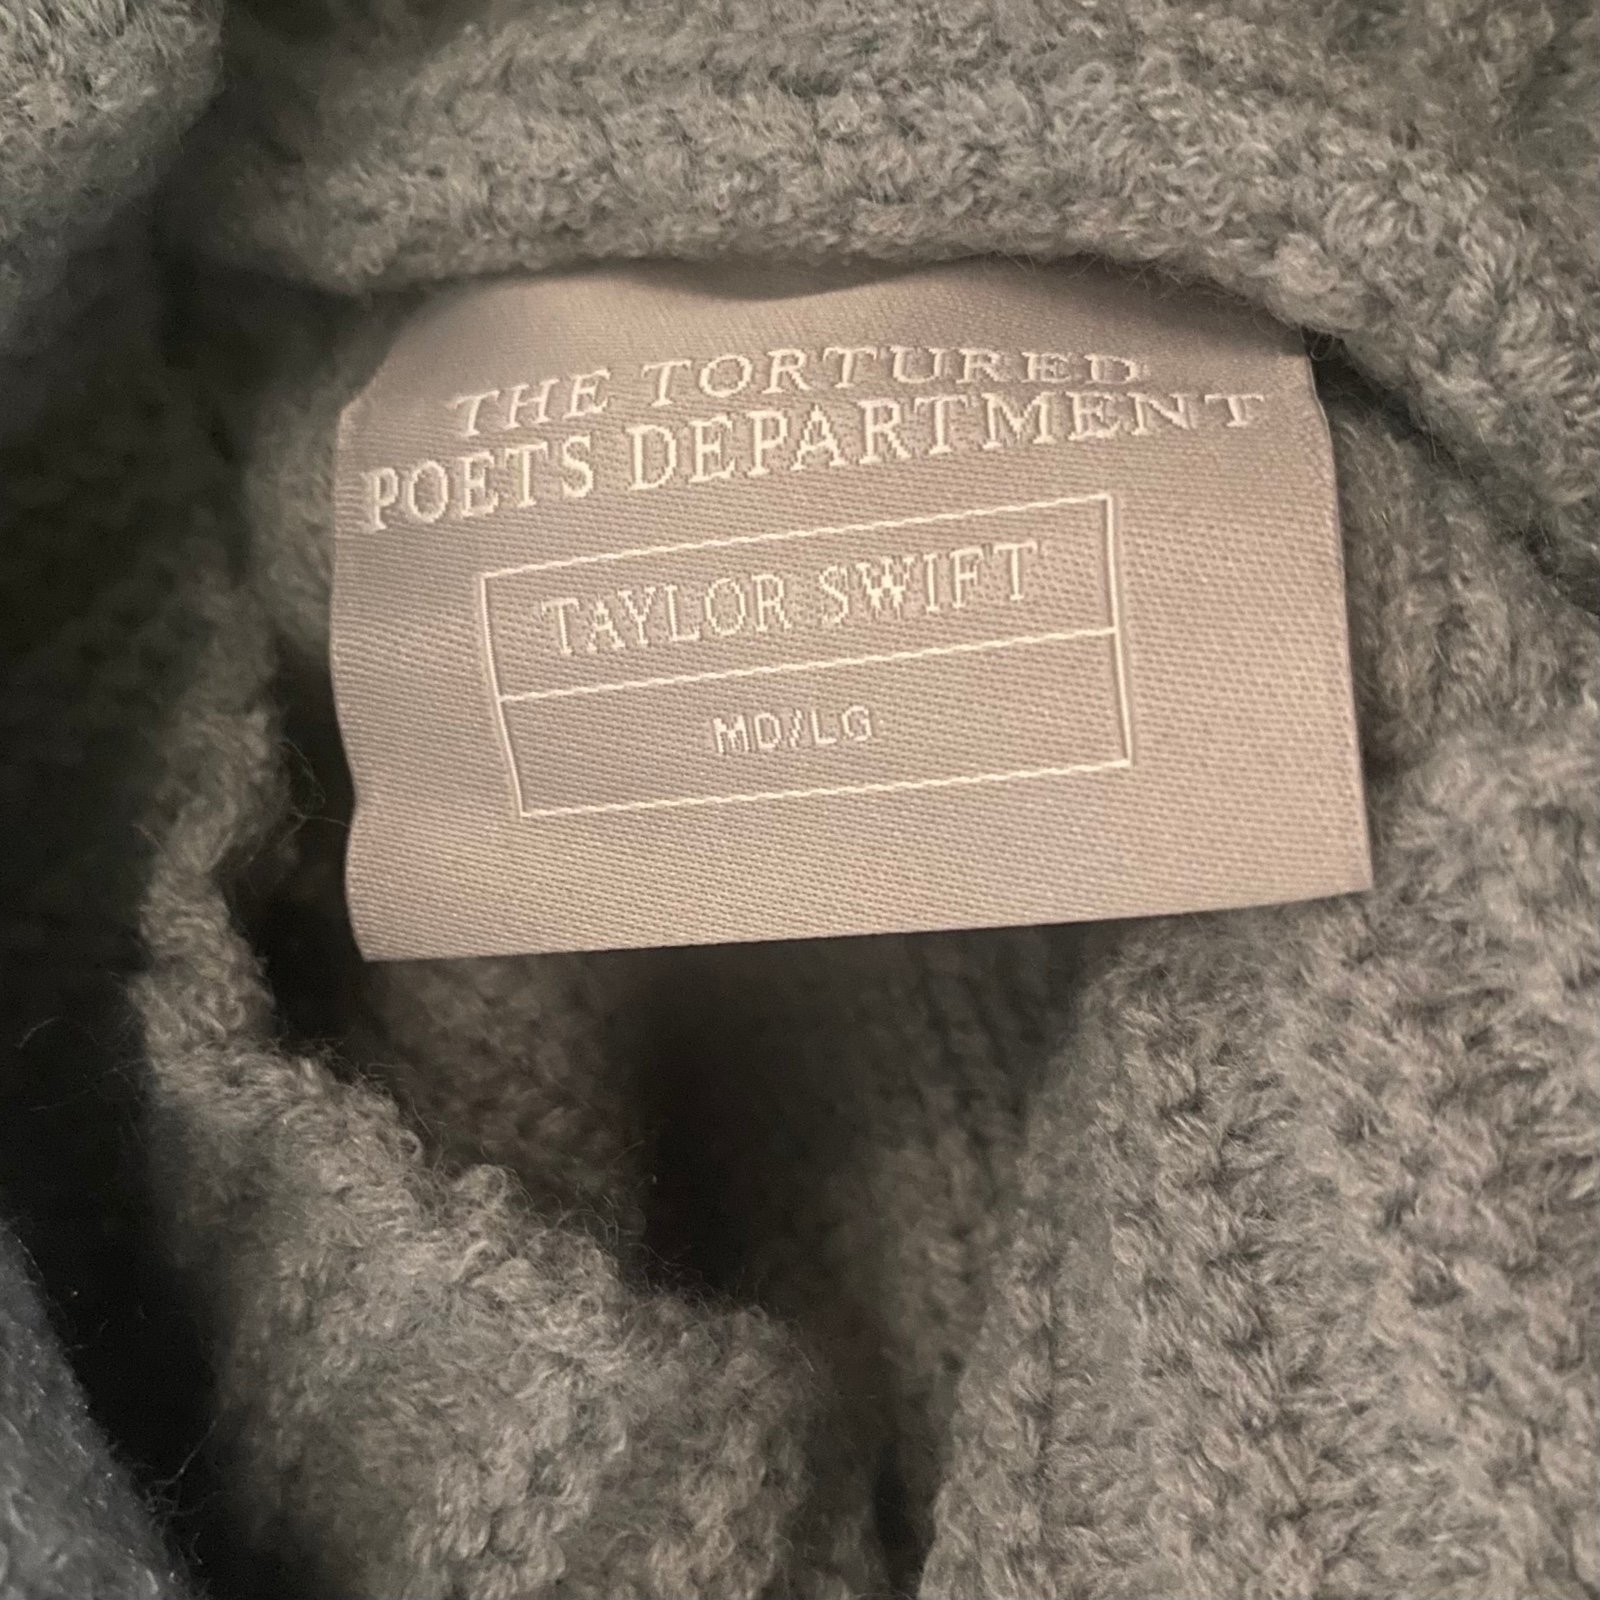 THE TORTURED
POETS DEPARTMENT
TAYLOR SWIFT
MD/LG